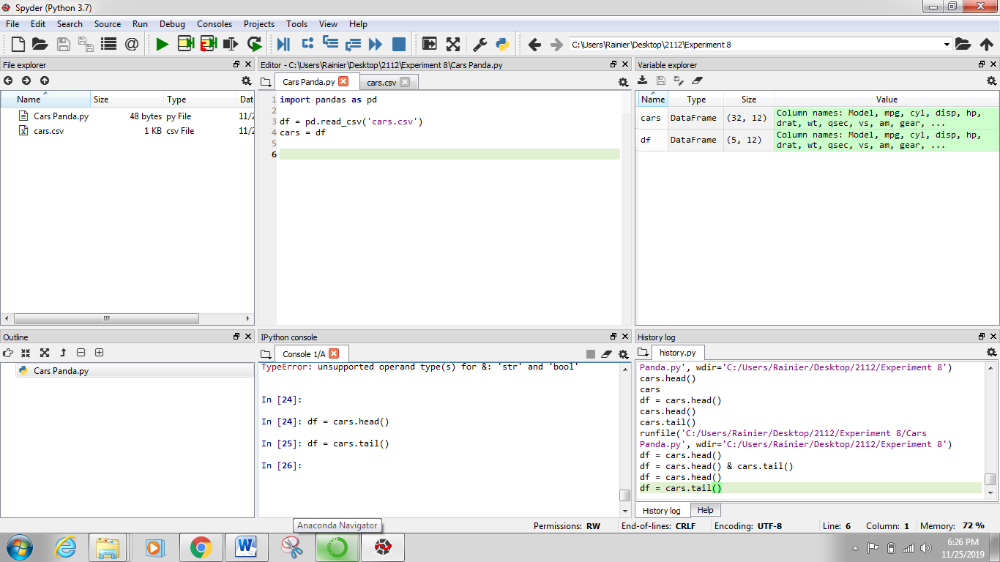 Spyder (Python 3.7)
File Edit Search Source Run Debug Consoles Projects Tools View Help
C:\Users\Rainier\Desktop\2112\Experiment 8
File explorer
Name Size Type Dat
Cars Panda.py 48 bytes py File 11/2
cars.csv 1 KB csv File 11/2
Editor - C:\Users\Rainier\Desktop\2112\Experiment 8\Cars Panda.py
Cars Panda.py cars.csv
1 import pandas as pd
2
3 df = pd.read_csv('cars.csv')
4 cars = df
5
6
Variable explorer
Name Type Size Value
cars DataFrame (32, 12) Column names: Model, mpg, cyl, disp, hp,
drat, wt, qsec, vs, am, gear, ...
df DataFrame (5, 12) Column names: Model, mpg, cyl, disp, hp,
drat, wt, qsec, vs, am, gear, ...
Outline
Cars Panda.py
IPython console
Console 1/A
TypeError: unsupported operand type(s) for &: 'str' and 'bool'
In [24]:
In [24]: df = cars.head()
In [25]: df = cars.tail()
In [26]:
History log
history.py
Panda.py', wdir='C:/Users/Rainier/Desktop/2112/Experiment 8')
cars.head()
cars
df = cars.head()
cars.head()
cars.tail()
runfile('C:/Users/Rainier/Desktop/2112/Experiment 8/Cars
Panda.py', wdir='C:/Users/Rainier/Desktop/2112/Experiment 8')
df = cars.head()
df = cars.head() & cars.tail()
df = cars.head()
df = cars.tail()
History log Help
Anaconda Navigator
Permissions: RW End-of-lines: CRLF Encoding: UTF-8 Line: 6 Column: 1 Memory: 72 %
6:26 PM
11/25/2019